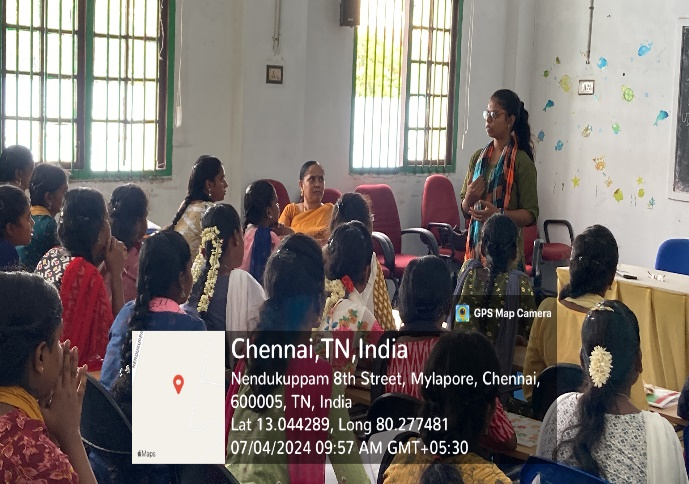 GPS Map Camera
Chennai,TN,India
Nendukuppam 8th Street, Mylapore, Chennai,
600005, TN, India
Lat 13.044289, Long 80.277481
07/04/2024 09:57 AM GMT+05:30
Maps